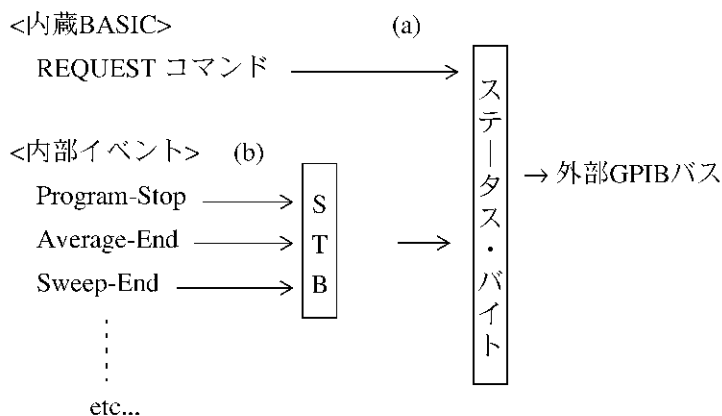 <内蔵BASIC>
(a)
REQUEST コマンド
<内部イベント> (b)
Program-Stop
Average-End
Sweep-End
etc...
STB
ステータス・バイト
→ 外部GPIBバス